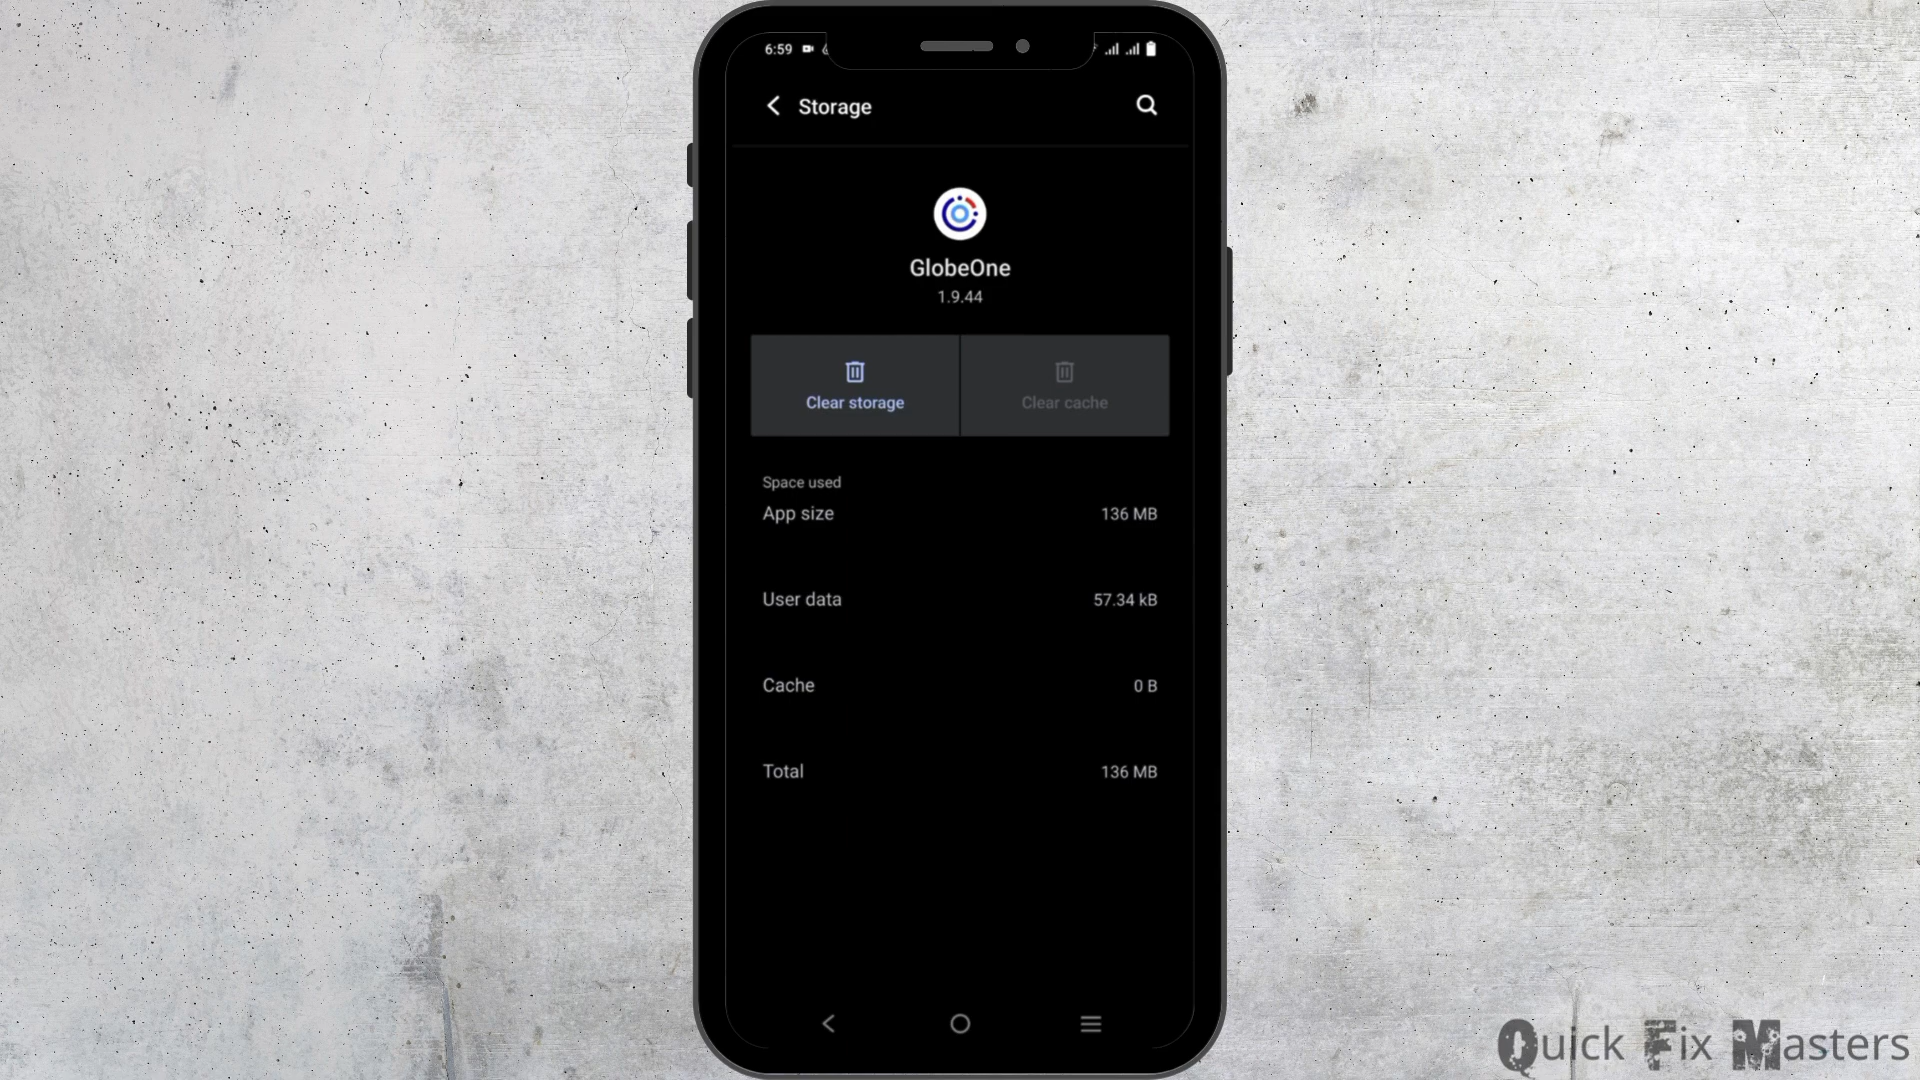 6:59
Storage
GlobeOne
1.9.44
Clear storage
Clear cache
Space used
App size 136 MB
User data 57.34 kB
Cache 0 B
Total 136 MB
Quick Fix Masters